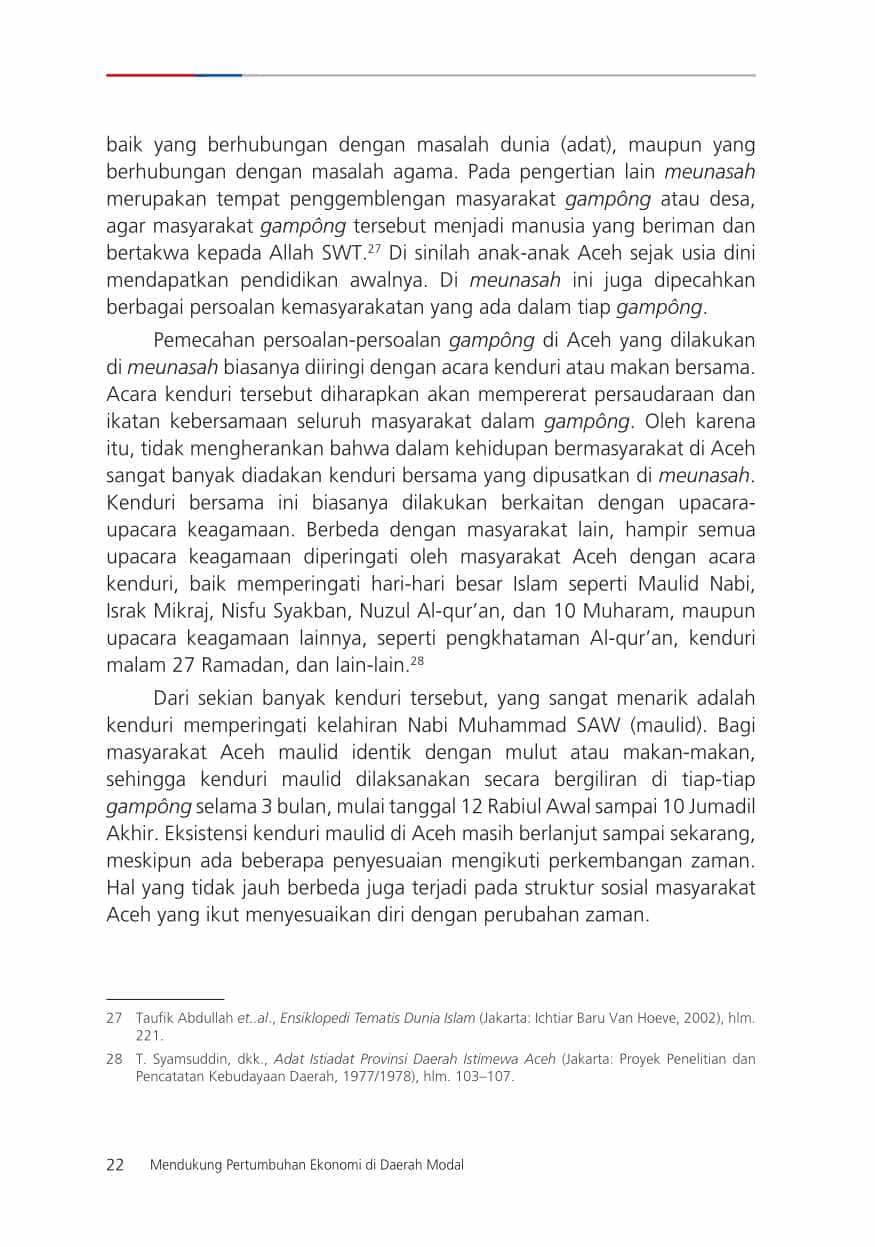 baik yang berhubungan dengan masalah dunia (adat), maupun yang
berhubungan dengan masalah agama. Pada pengertian lain meunasah
merupakan tempat penggemblengan masyarakat gampông atau desa,
agar masyarakat gampông tersebut menjadi manusia yang beriman dan
bertakwa kepada Allah SWT.²⁷ Di sinilah anak-anak Aceh sejak usia dini
mendapatkan pendidikan awalnya. Di meunasah ini juga dipecahkan
berbagai persoalan kemasyarakatan yang ada dalam tiap gampông.
Pemecahan persoalan-persoalan gampông di Aceh yang dilakukan
di meunasah biasanya diiringi dengan acara kenduri atau makan bersama.
Acara kenduri tersebut diharapkan akan mempererat persaudaraan dan
ikatan kebersamaan seluruh masyarakat dalam gampông. Oleh karena
itu, tidak mengherankan bahwa dalam kehidupan bermasyarakat di Aceh
sangat banyak diadakan kenduri bersama yang dipusatkan di meunasah.
Kenduri bersama ini biasanya dilakukan berkaitan dengan upacara-
upacara keagamaan. Berbeda dengan masyarakat lain, hampir semua
upacara keagamaan diperingati oleh masyarakat Aceh dengan acara
kenduri, baik memperingati hari-hari besar Islam seperti Maulid Nabi,
Israk Mikraj, Nisfu Syakban, Nuzul Al-qur’an, dan 10 Muharam, maupun
upacara keagamaan lainnya, seperti pengkhataman Al-qur’an, kenduri
malam 27 Ramadan, dan lain-lain.²⁸
Dari sekian banyak kenduri tersebut, yang sangat menarik adalah
kenduri memperingati kelahiran Nabi Muhammad SAW (maulid). Bagi
masyarakat Aceh maulid identik dengan mulut atau makan-makan,
sehingga kenduri maulid dilaksanakan secara bergiliran di tiap-tiap
gampông selama 3 bulan, mulai tanggal 12 Rabiul Awal sampai 10 Jumadil
Akhir. Eksistensi kenduri maulid di Aceh masih berlanjut sampai sekarang,
meskipun ada beberapa penyesuaian mengikuti perkembangan zaman.
Hal yang tidak jauh berbeda juga terjadi pada struktur sosial masyarakat
Aceh yang ikut menyesuaikan diri dengan perubahan zaman.
27 Taufik Abdullah et..al., Ensiklopedi Tematis Dunia Islam (Jakarta: Ichtiar Baru Van Hoeve, 2002), hlm.
221.
28 T. Syamsuddin, dkk., Adat Istiadat Provinsi Daerah Istimewa Aceh (Jakarta: Proyek Penelitian dan
Pencatatan Kebudayaan Daerah, 1977/1978), hlm. 103–107.
22 Mendukung Pertumbuhan Ekonomi di Daerah Modal